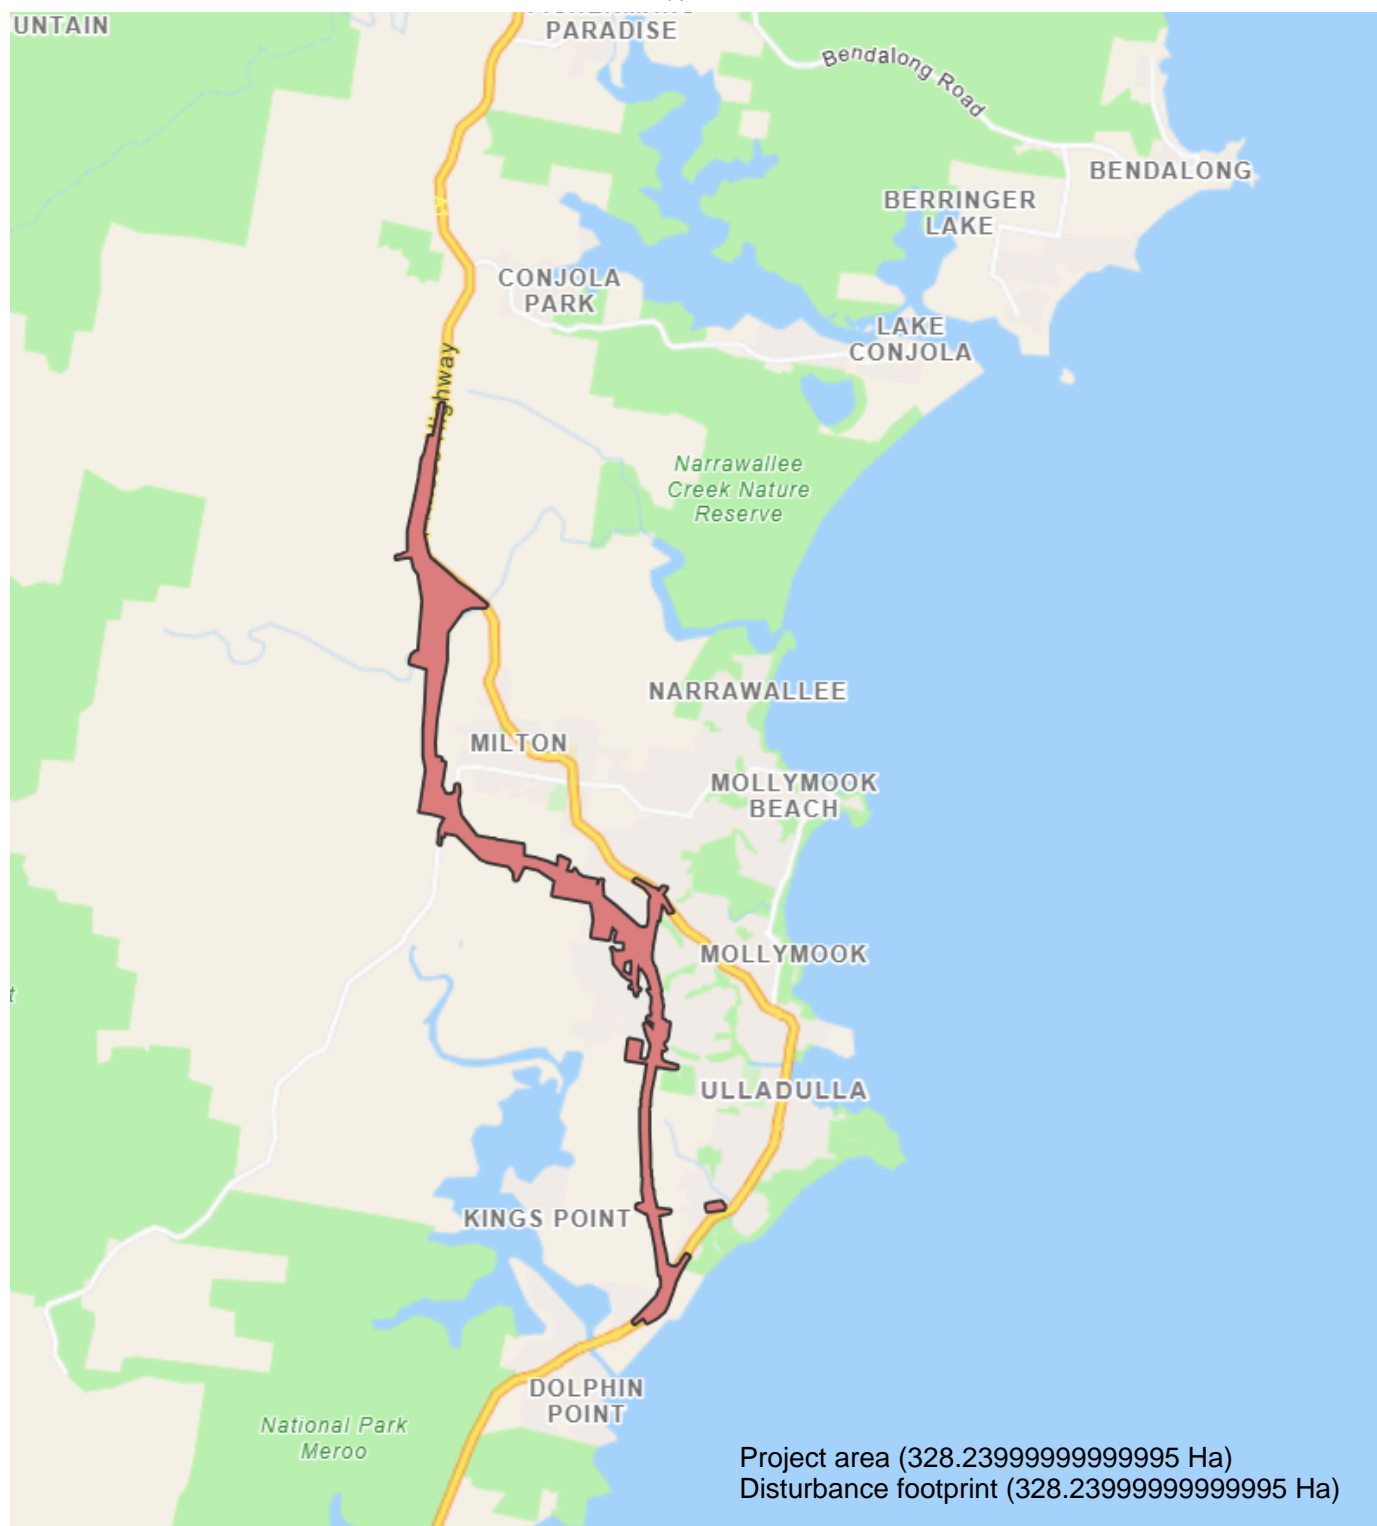 UNTAIN
PARADISE
Bendalong Road
BENDALONG
BERRINGER
LAKE
CONJOLA
PARK
LAKE
CONJOLA
Narrawallee
Creek Nature
Reserve
NARRAWALLEE
MILTON
MOLLYMOOK
BEACH
MOLLYMOOK
t
ULLADULLA
KINGS POINT
DOLPHIN
POINT
National Park
Meroo
Project area (328.23999999999995 Ha)
Disturbance footprint (328.23999999999995 Ha)